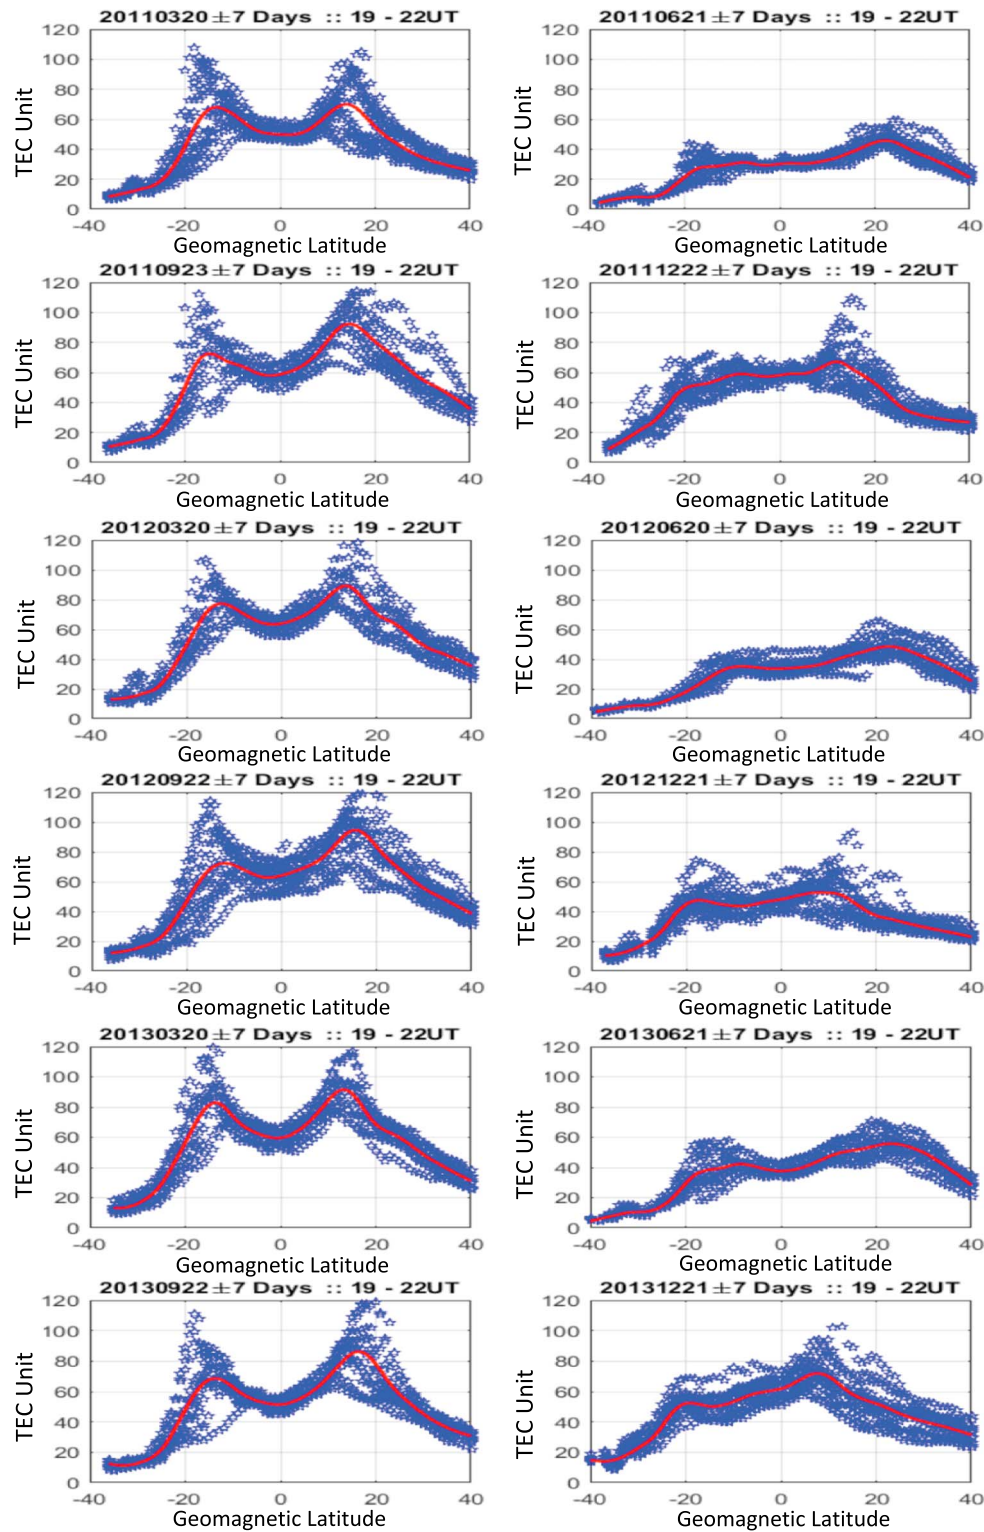 20110320±7 Days :: 19 - 22UT
TEC Unit
120
100
80
60
40
20
0
-40 -20 0 20 40
Geomagnetic Latitude
20110621±7 Days :: 19 - 22UT
TEC Unit
120
100
80
60
40
20
0
-40 -20 0 20 40
Geomagnetic Latitude
20110923±7 Days :: 19 - 22UT
TEC Unit
120
100
80
60
40
20
0
-40 -20 0 20 40
Geomagnetic Latitude
20111222±7 Days :: 19 - 22UT
TEC Unit
120
100
80
60
40
20
0
-40 -20 0 20 40
Geomagnetic Latitude
20120320±7 Days :: 19 - 22UT
TEC Unit
120
100
80
60
40
20
0
-40 -20 0 20 40
Geomagnetic Latitude
20120620±7 Days :: 19 - 22UT
TEC Unit
120
100
80
60
40
20
0
-40 -20 0 20 40
Geomagnetic Latitude
20120922±7 Days :: 19 - 22UT
TEC Unit
120
100
80
60
40
20
0
-40 -20 0 20 40
Geomagnetic Latitude
20121221±7 Days :: 19 - 22UT
TEC Unit
120
100
80
60
40
20
0
-40 -20 0 20 40
Geomagnetic Latitude
20130320±7 Days :: 19 - 22UT
TEC Unit
120
100
80
60
40
20
0
-40 -20 0 20 40
Geomagnetic Latitude
20130621±7 Days :: 19 - 22UT
TEC Unit
120
100
80
60
40
20
0
-40 -20 0 20 40
Geomagnetic Latitude
20130922±7 Days :: 19 - 22UT
TEC Unit
120
100
80
60
40
20
0
-40 -20 0 20 40
Geomagnetic Latitude
20131221±7 Days :: 19 - 22UT
TEC Unit
120
100
80
60
40
20
0
-40 -20 0 20 40
Geomagnetic Latitude